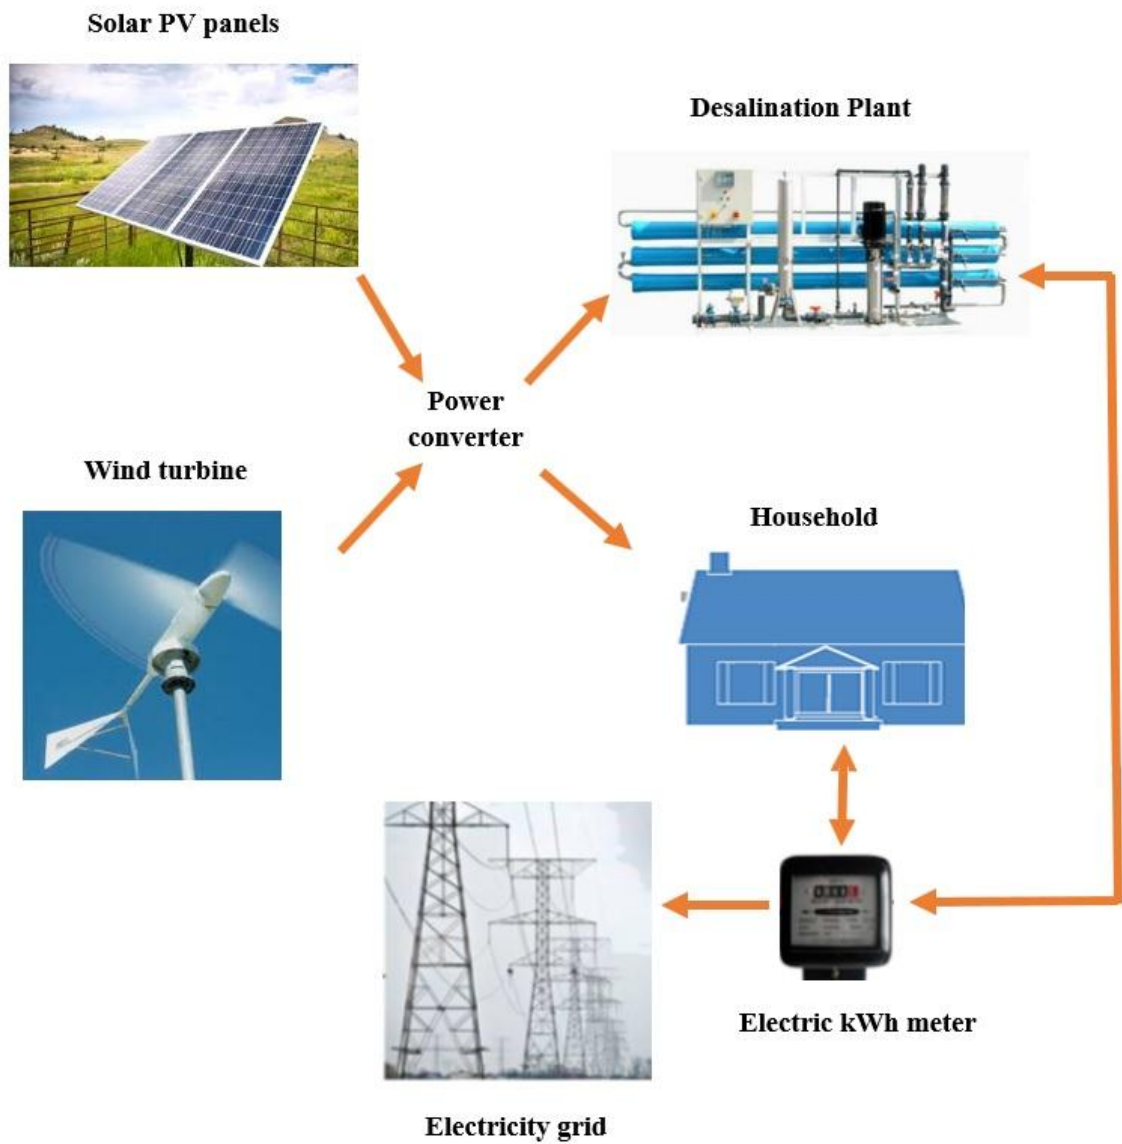 Solar PV panels
Desalination Plant
Power
converter
Wind turbine
Household
Electric kWh meter
Electricity grid